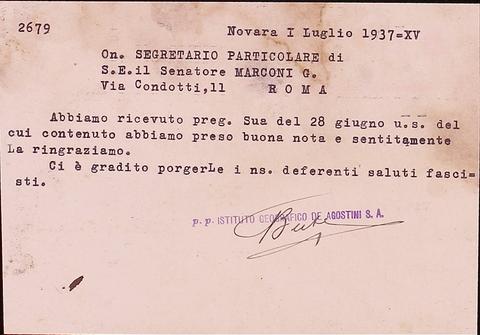 2679
Novara I Luglio 1937=XV
On. SEGRETARIO PARTICOLARE di
S.E.il Senatore MARCONI G.
Via Condotti,11 ROMA
Abbiamo ricevuto preg. Sua del 28 giugno u.s. del
cui contenuto abbiamo preso buona nota e sentitamente
La ringraziamo.
Ci è gradito porgerLe i ns. deferenti saluti fasci=
sti.
p. p. ISTITUTO GEOGRAFICO DE AGOSTINI S. A.